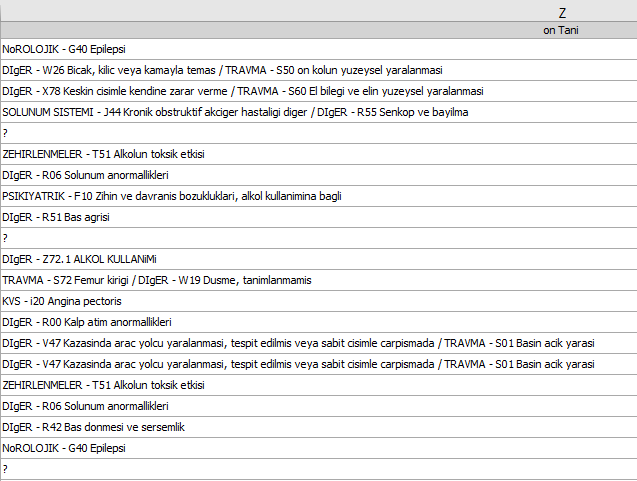 Z
on Tani
NoROLOJIK - G40 Epilepsi
DIgER - W26 Bicak, kilic veya kamayla temas / TRAVMA - S50 on kolun yuzeysel yaralanmasi
DIgER - X78 Keskin cisimle kendine zarar verme / TRAVMA - S60 El bilegi ve elin yuzeysel yaralanmasi
SOLUNUM SISTEMI - J44 Kronik obstruktif akciger hastaligi diger / DIgER - R55 Senkop ve bayilma
?
ZEHIRLENMELER - T51 Alkolun toksik etkisi
DIgER - R06 Solunum anormallikleri
PSIKIYATRIK - F10 Zihin ve davranis bozukluklari, alkol kullanimina bagli
DIgER - R51 Bas agrisi
?
DIgER - Z72.1 ALKOL KULLANiMi
TRAVMA - S72 Femur kirigi / DIgER - W19 Dusme, tanimlanmamis
KVS - i20 Angina pectoris
DIgER - R00 Kalp atim anormallikleri
DIgER - V47 Kazasinda arac yolcu yaralanmasi, tespit edilmis veya sabit cisimle carpismada / TRAVMA - S01 Basin acik yarasi
DIgER - V47 Kazasinda arac yolcu yaralanmasi, tespit edilmis veya sabit cisimle carpismada / TRAVMA - S01 Basin acik yarasi
ZEHIRLENMELER - T51 Alkolun toksik etkisi
DIgER - R06 Solunum anormallikleri
DIgER - R42 Bas donmesi ve sersemlik
NoROLOJIK - G40 Epilepsi
?